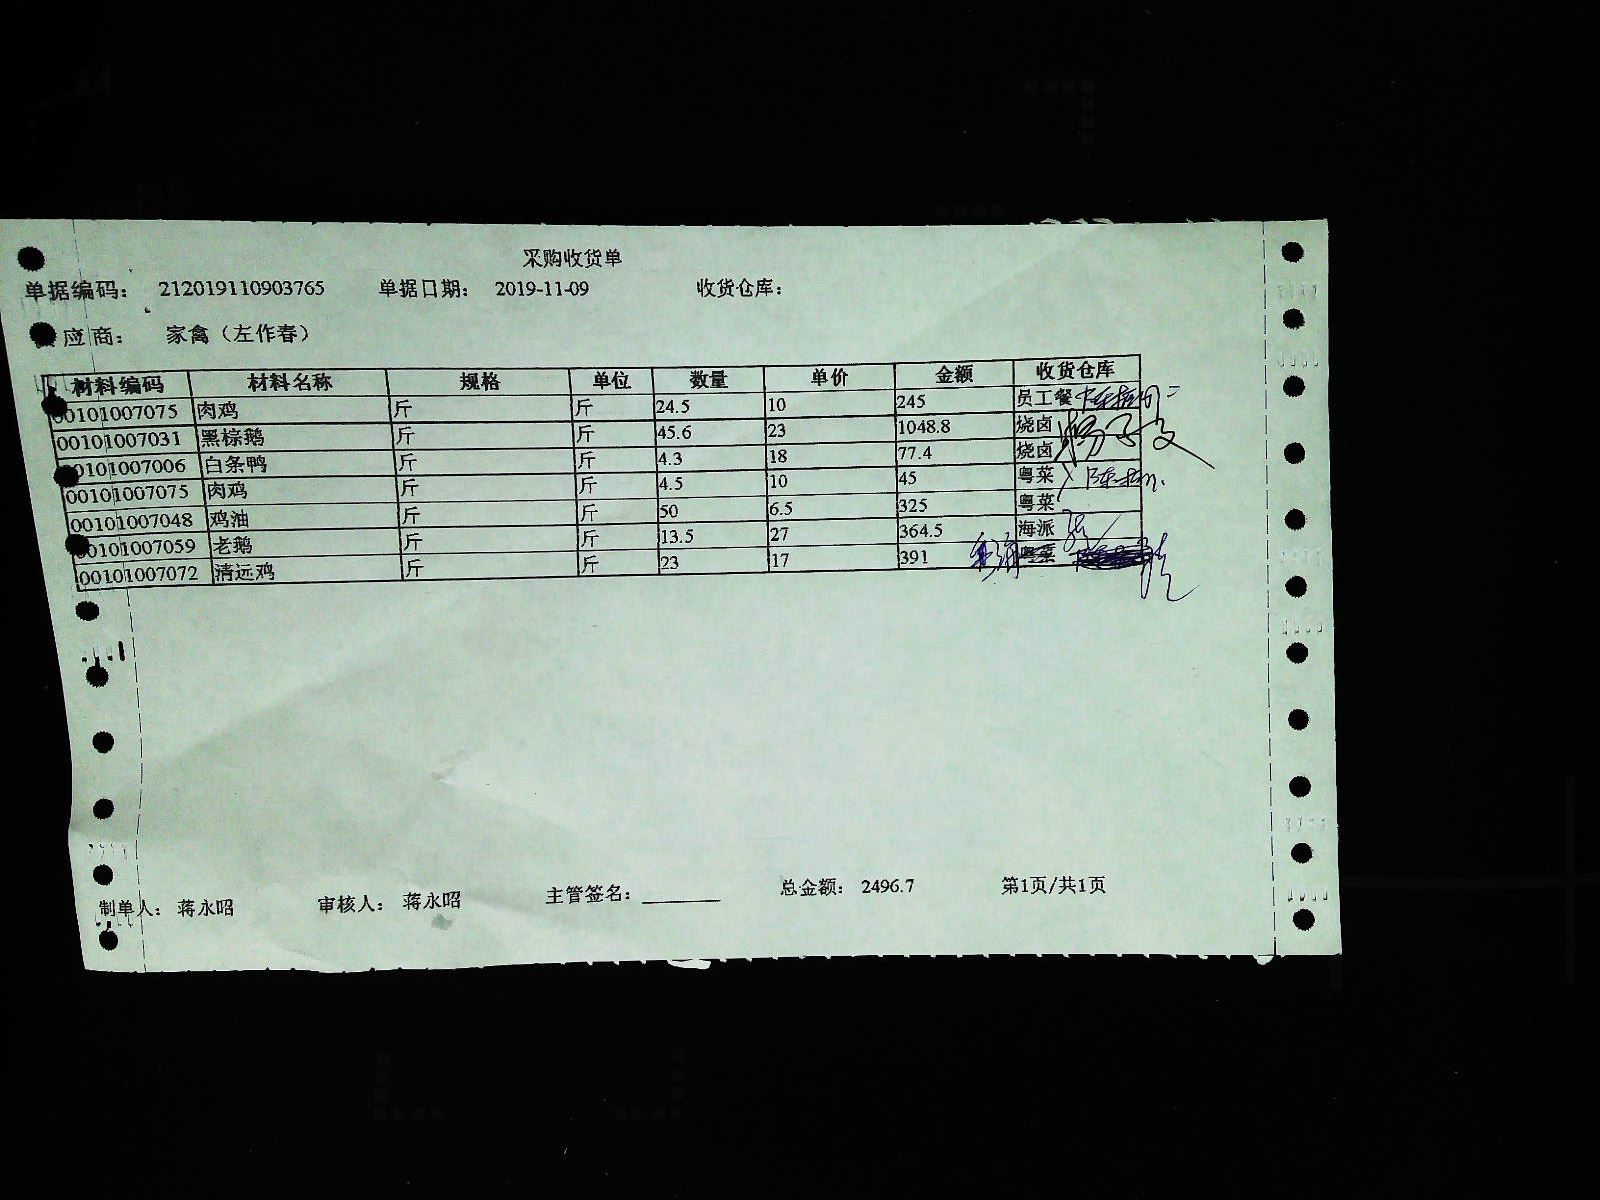 采购收货单
单据编码： 212019110903765 单据日期： 2019-11-09 收货仓库：
应商： 家禽（左作春）
材料编码 材料名称 规格 单位 数量 单价 金额 收货仓库
00101007075 肉鸡 斤 斤 24.5 10 245 员工餐
00101007031 黑棕鹅 斤 斤 45.6 23 1048.8 烧卤
00101007006 白条鸭 斤 斤 4.3 18 77.4 烧卤
00101007075 肉鸡 斤 斤 4.5 10 45 粤菜
00101007048 鸡油 斤 斤 50 6.5 325 粤菜
00101007059 老鹅 斤 斤 13.5 27 364.5 海派
00101007072 清远鸡 斤 斤 23 17 391 粤菜
制单人： 蒋永昭 审核人： 蒋永昭 主管签名： 总金额： 2496.7 第1页/共1页